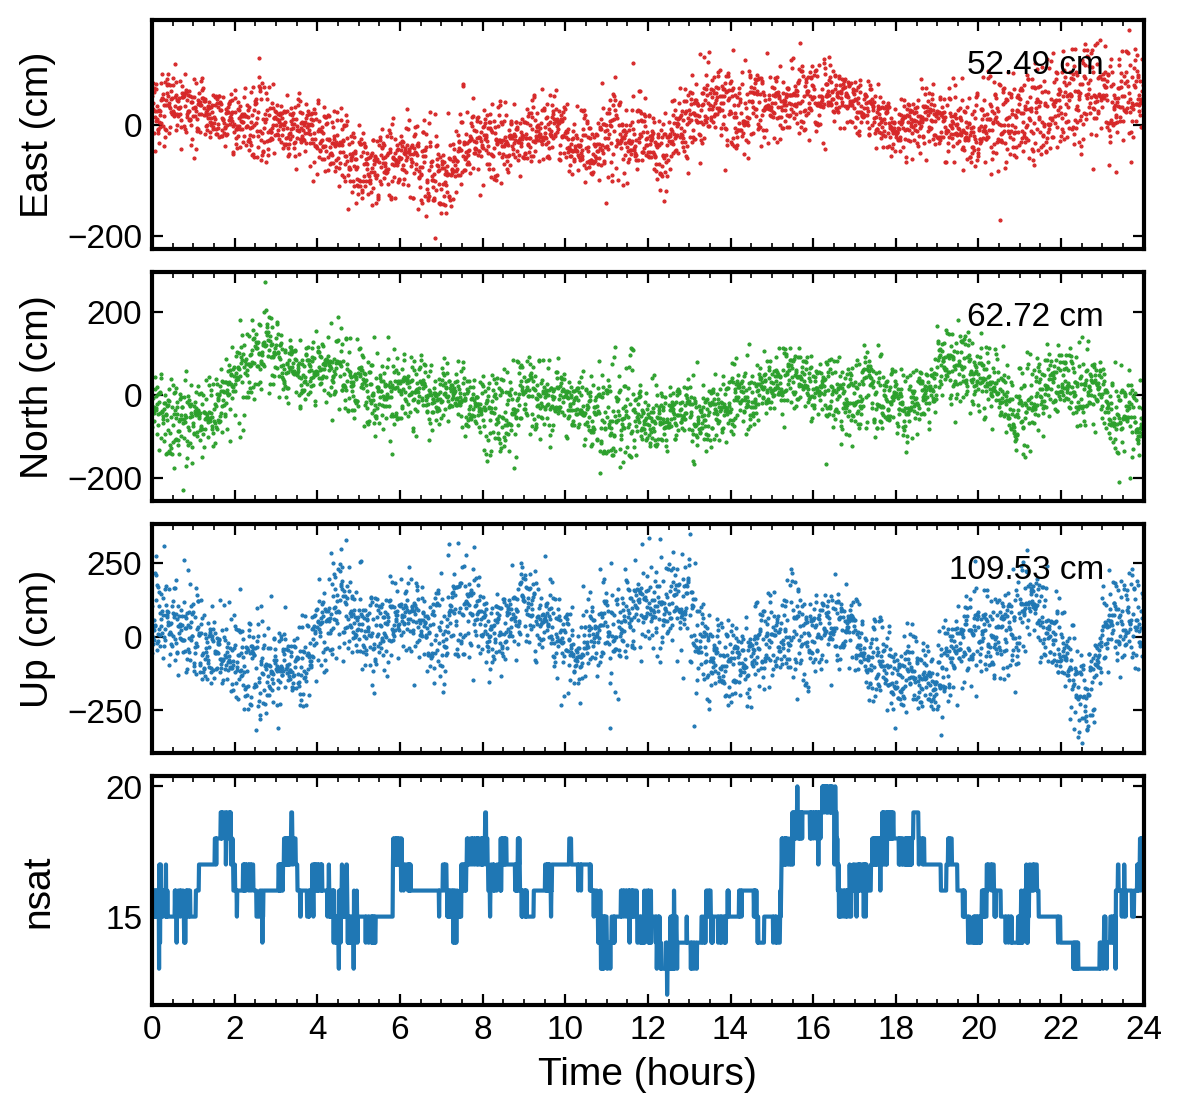 East (cm)
0
−200
52.49 cm
North (cm)
200
0
−200
62.72 cm
Up (cm)
250
0
−250
109.53 cm
nsat
20
15
0 2 4 6 8 10 12 14 16 18 20 22 24
Time (hours)